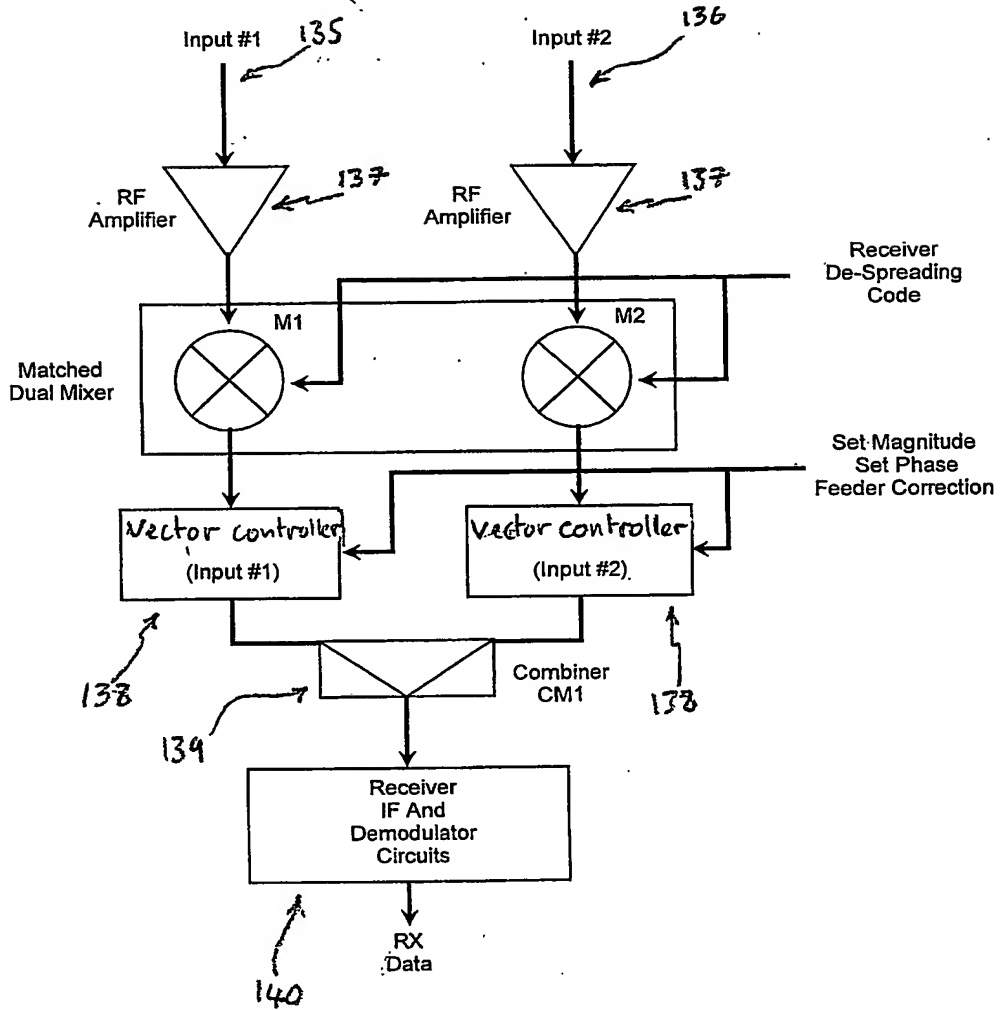 Input #1
135
Input #2
136
RF
Amplifier
137
RF
Amplifier
137
Receiver
De-Spreading
Code
M1
M2
Matched
Dual Mixer
Set Magnitude
Set Phase
Feeder Correction
Vector controller
(Input #1)
Vector controller
(Input #2)
138
139
Combiner
CM1
138
Receiver
IF And
Demodulator
Circuits
140
RX
Data